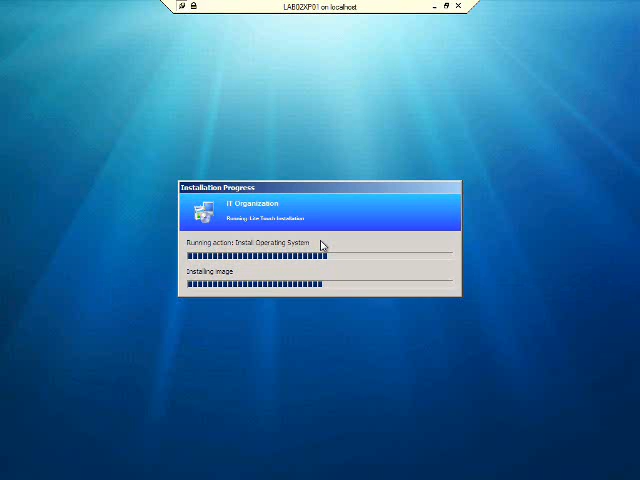 LAB02XP01 on localhost
Installation Progress
IT Organization
Running: Lite Touch Installation
Running action: Install Operating System
Installing image